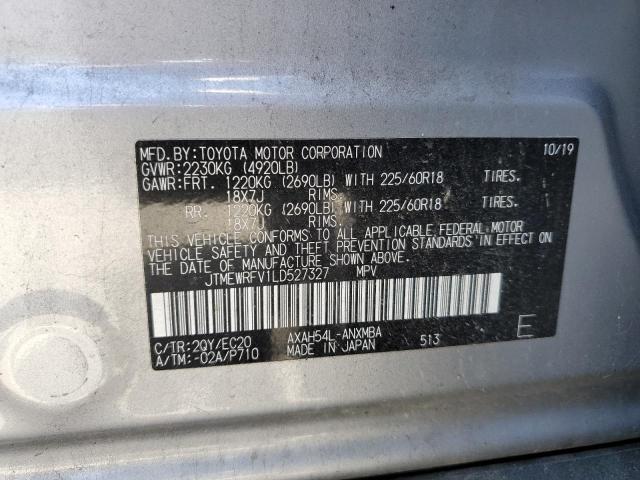 MFD. BY: TOYOTA MOTOR CORPORATION 10/19
GVWR: 2230KG (4920LB)
GAWR: FRT. 1220KG (2690LB) WITH 225/60R18 TIRES.
18X7J RIMS.
RR. 1220KG (2690LB) WITH 225/60R18 TIRES.
18X7J RIMS.
THIS VEHICLE CONFORMS TO ALL APPLICABLE FEDERAL MOTOR
VEHICLE SAFETY AND THEFT PREVENTION STANDARDS IN EFFECT ON
THE DATE OF MANUFACTURE SHOWN ABOVE.
JTMEWRFV1LD527327 MPV
C/TR: 2QY/EC20 AXAH54L-ANXMBA
A/TM: -02A/P710 MADE IN JAPAN 513 E